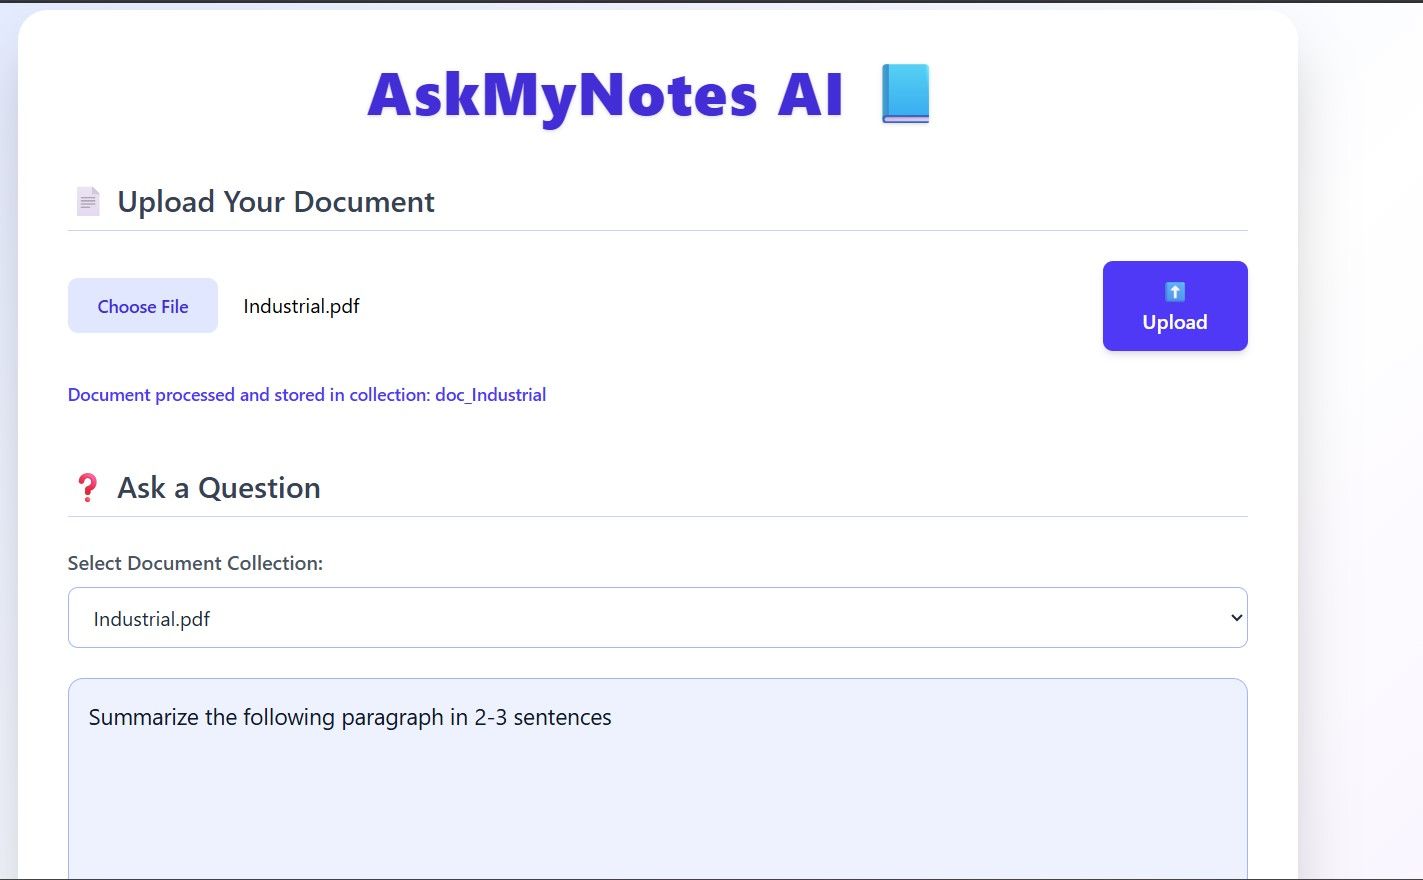 AskMyNotes AI
Upload Your Document
Choose File Industrial.pdf
Upload
Document processed and stored in collection: doc_Industrial
Ask a Question
Select Document Collection:
Industrial.pdf
Summarize the following paragraph in 2-3 sentences